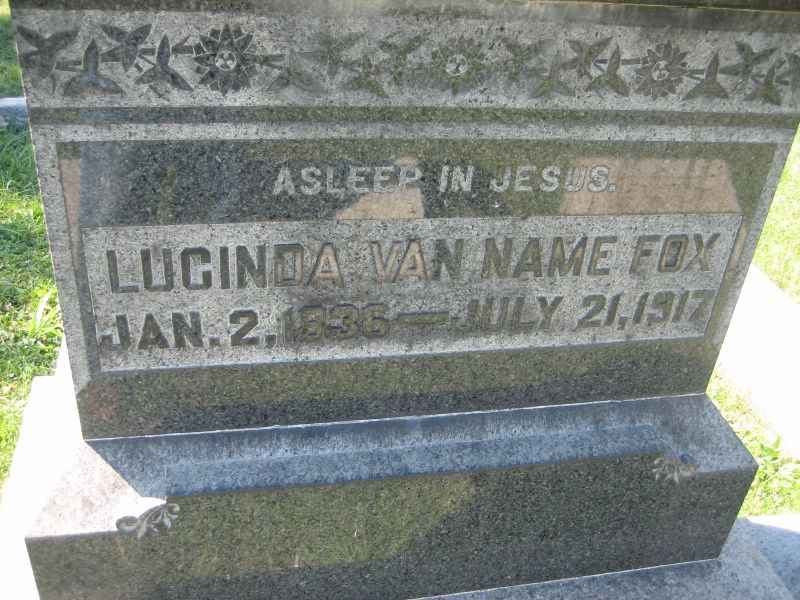 ASLEEP IN JESUS.
LUCINDA VAN NAME FOX
JAN. 2, 1836 — JULY 21, 1917